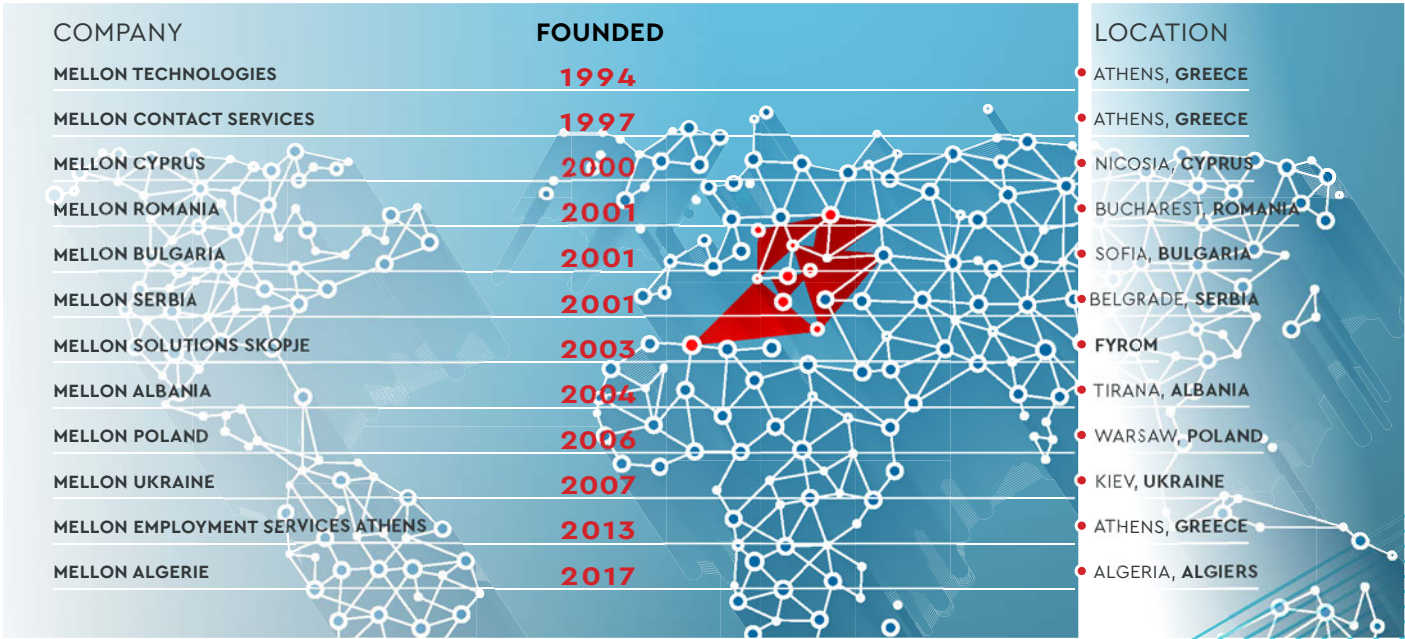 COMPANY FOUNDED LOCATION
MELLON TECHNOLOGIES 1994 ATHENS, GREECE
MELLON CONTACT SERVICES 1997 ATHENS, GREECE
MELLON CYPRUS 2000 NICOSIA, CYPRUS
MELLON ROMANIA 2001 BUCHAREST, ROMANIA
MELLON BULGARIA 2001 SOFIA, BULGARIA
MELLON SERBIA 2001 BELGRADE, SERBIA
MELLON SOLUTIONS SKOPJE 2003 FYROM
MELLON ALBANIA 2004 TIRANA, ALBANIA
MELLON POLAND 2006 WARSAW, POLAND
MELLON UKRAINE 2007 KIEV, UKRAINE
MELLON EMPLOYMENT SERVICES ATHENS 2013 ATHENS, GREECE
MELLON ALGERIE 2017 ALGERIA, ALGIERS